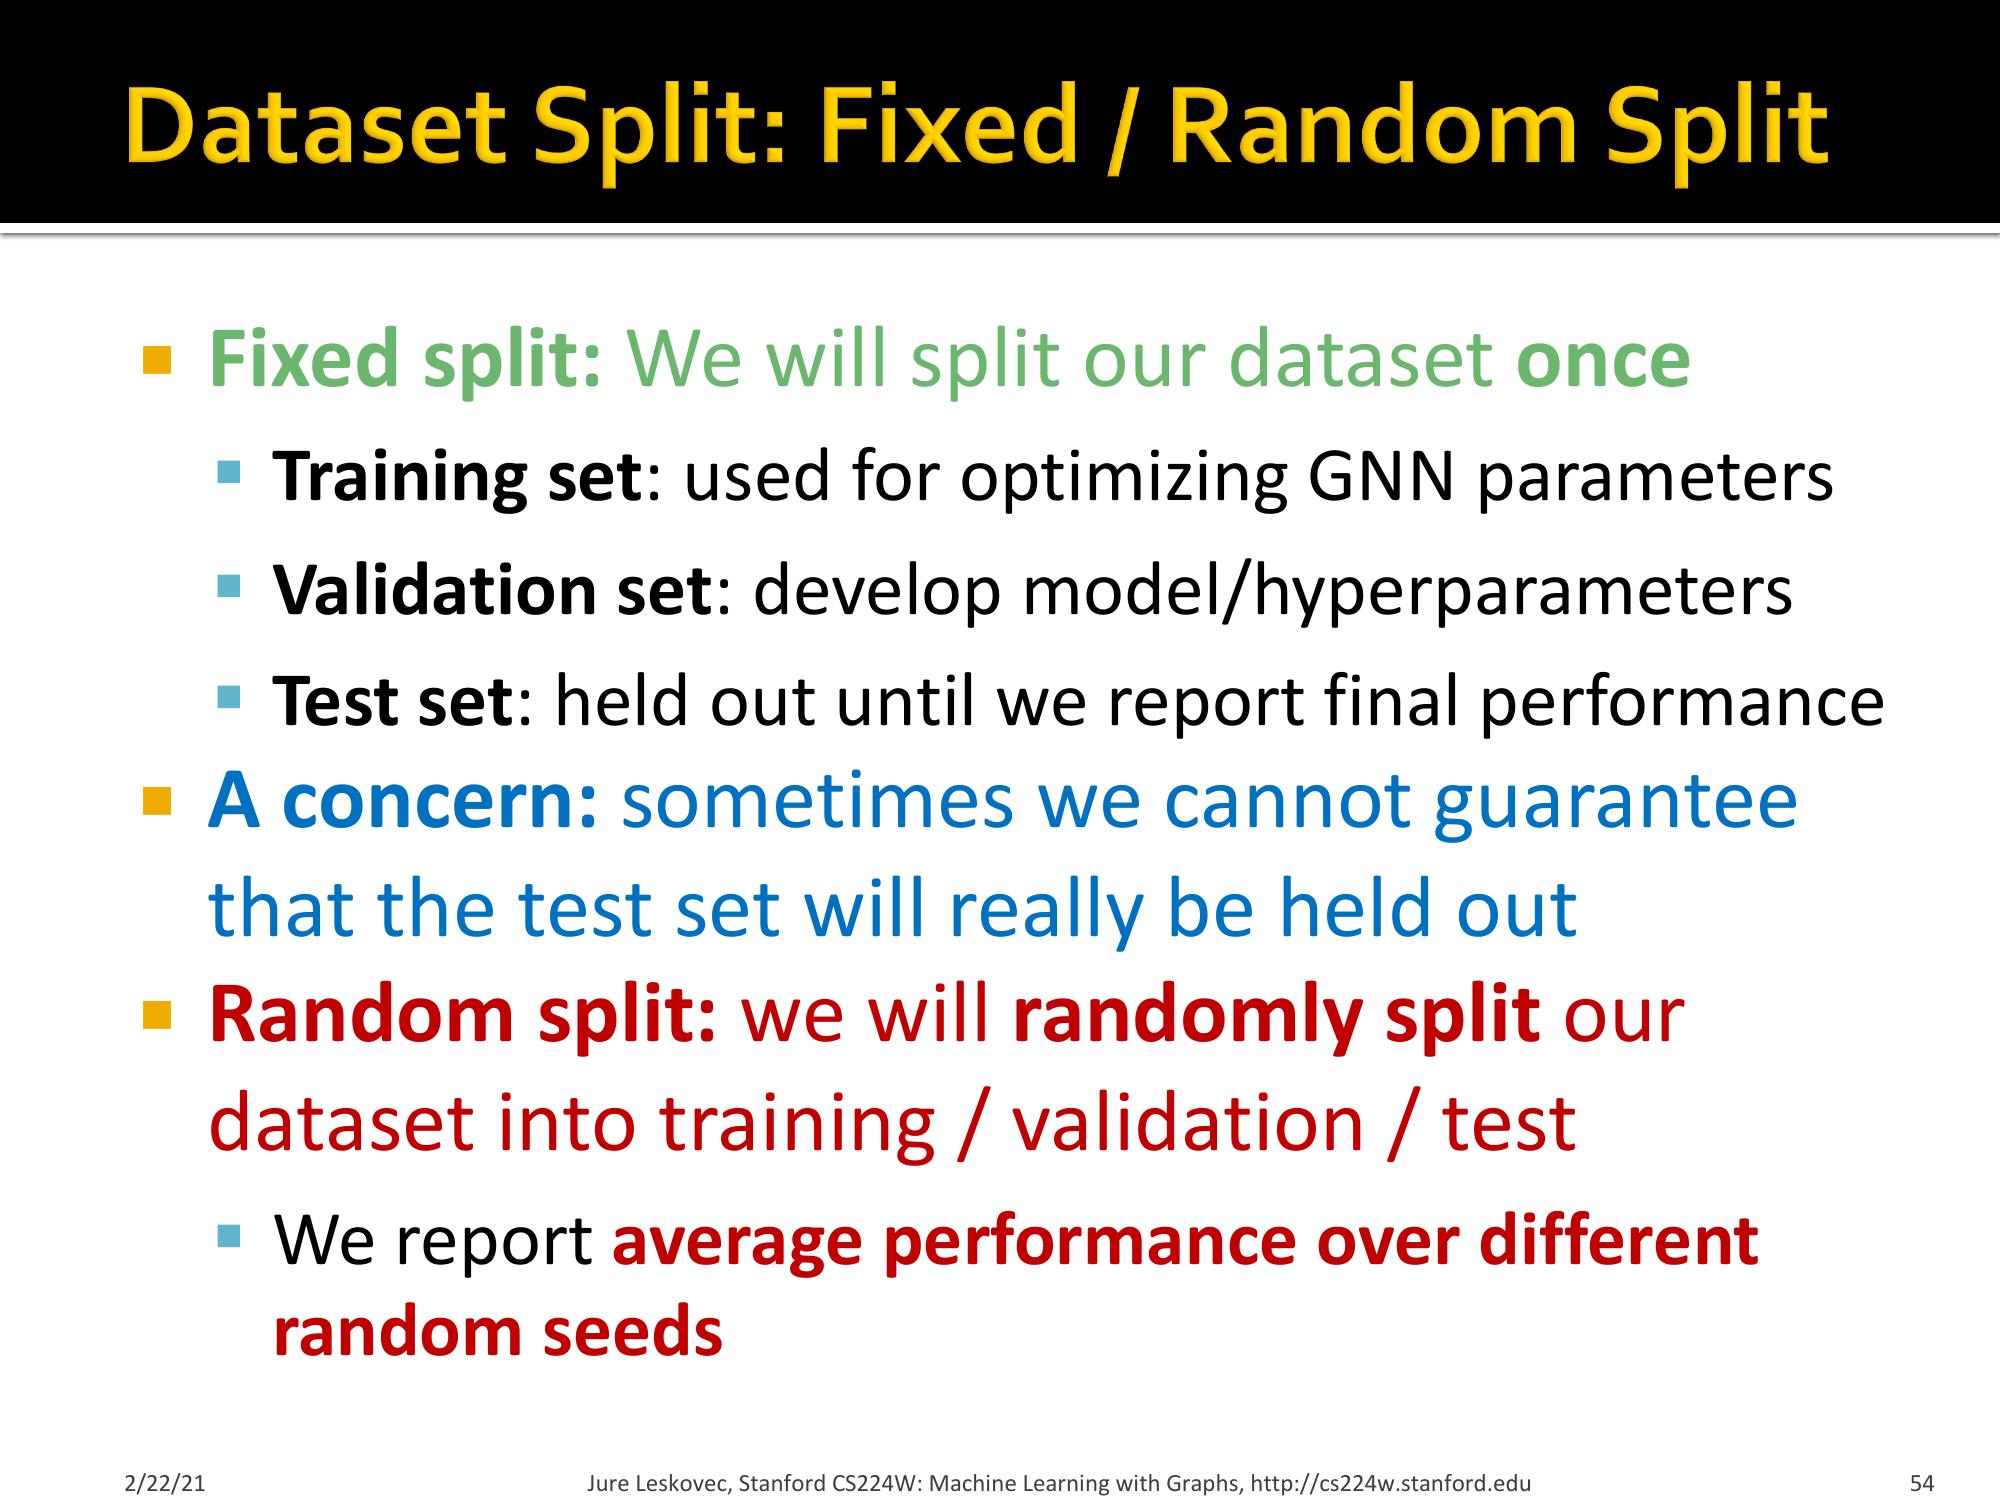 Dataset Split: Fixed / Random Split
Fixed split: We will split our dataset once
Training set: used for optimizing GNN parameters
Validation set: develop model/hyperparameters
Test set: held out until we report final performance
A concern: sometimes we cannot guarantee
that the test set will really be held out
Random split: we will randomly split our
dataset into training / validation / test
We report average performance over different
random seeds
2/22/21
Jure Leskovec, Stanford CS224W: Machine Learning with Graphs, http://cs224w.stanford.edu
54